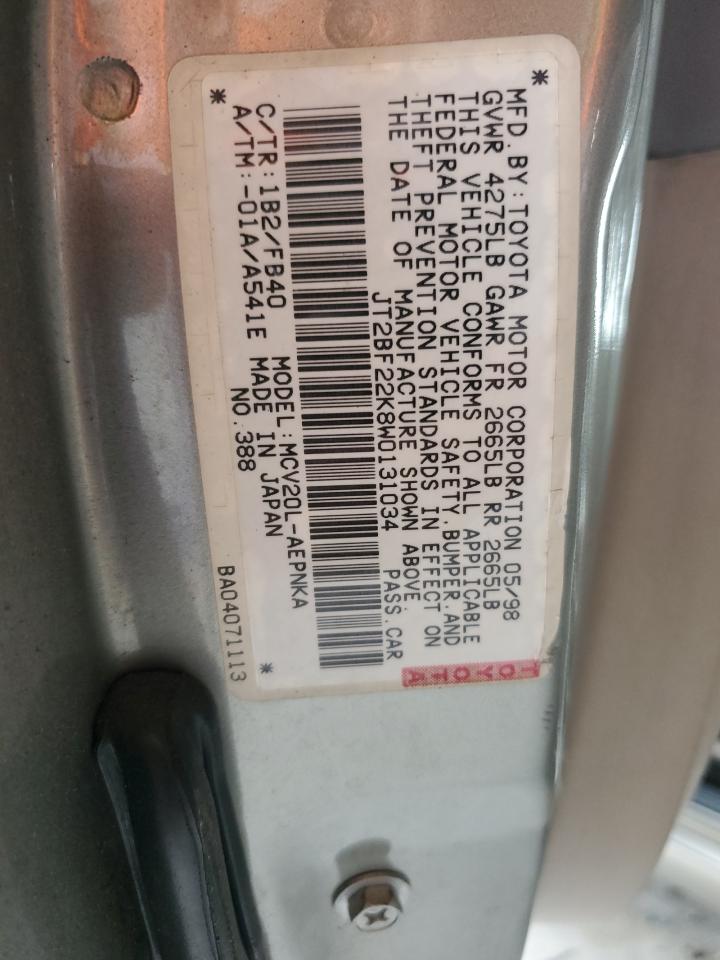 MFD.BY:TOYOTA MOTOR CORPORATION 05/98
GVWR 4275LB GAWR FR 2665LB RR 2665LB
THIS VEHICLE CONFORMS TO ALL APPLICABLE
FEDERAL MOTOR VEHICLE SAFETY,BUMPER,AND
THEFT PREVENTION STANDARDS IN EFFECT ON
THE DATE OF MANUFACTURE SHOWN ABOVE.
JT2BF22K8W0131034 PASS.CAR
C/TR:1B2/FB40 MODEL:MCV20L-AEPNKA
A/TM:-01A/A541E MADE IN JAPAN
NO.388
BA04071113
TOYOTA